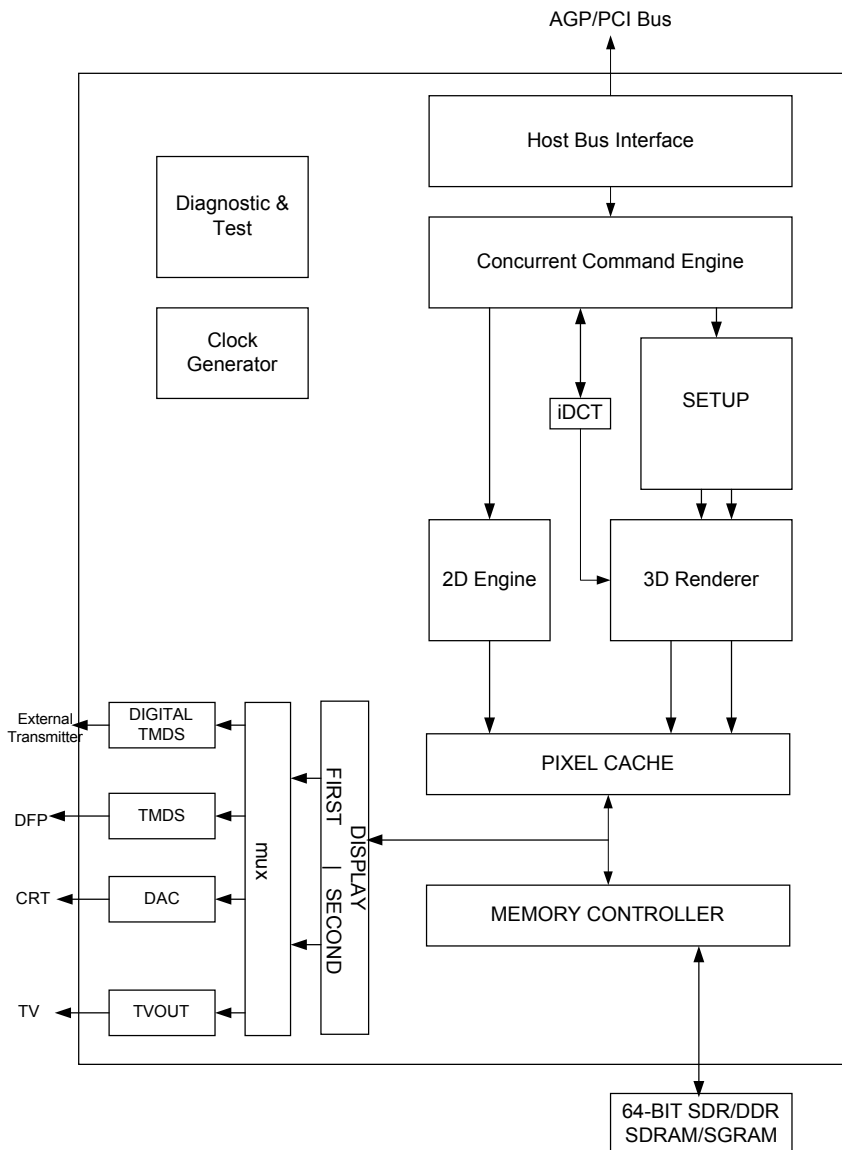 AGP/PCI Bus
Host Bus Interface
Diagnostic &
Test
Concurrent Command Engine
Clock
Generator
SETUP
iDCT
2D Engine
3D Renderer
External
Transmitter
DIGITAL
TMDS
PIXEL CACHE
DFP
TMDS
mux
FIRST | SECOND
DISPLAY
CRT
DAC
MEMORY CONTROLLER
TV
TVOUT
64-BIT SDR/DDR
SDRAM/SGRAM